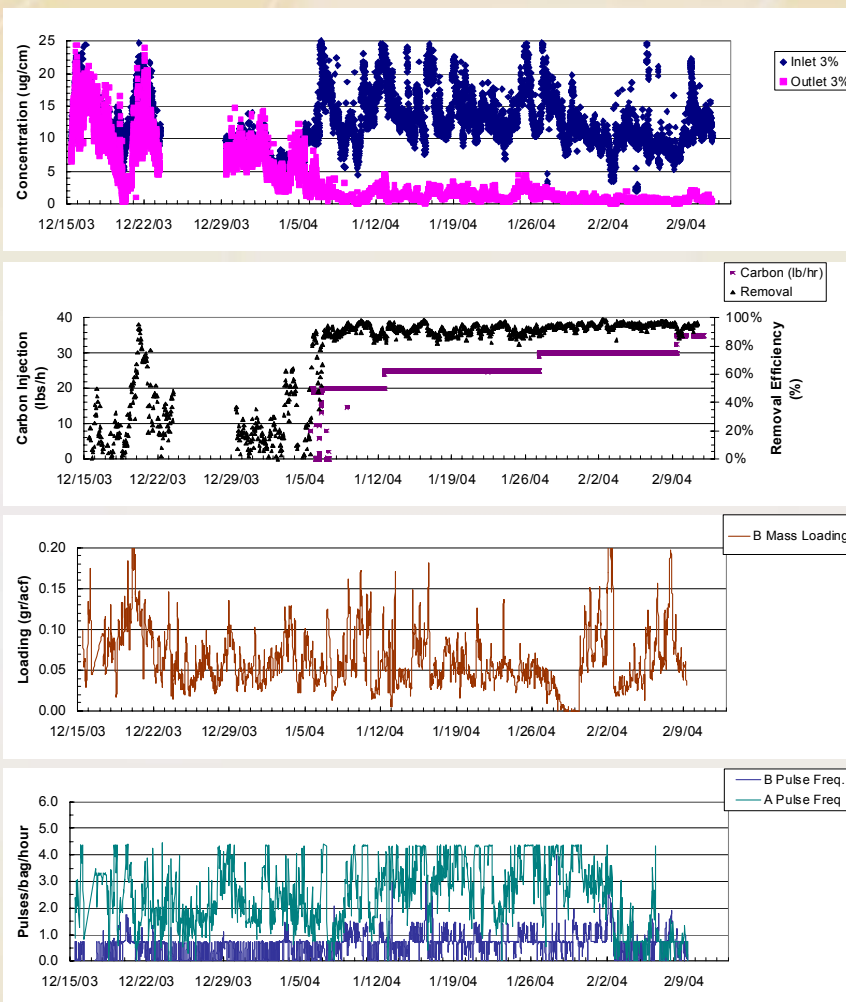 Concentration (ug/cm)
25
20
15
10
5
0
12/15/03 12/22/03 12/29/03 1/5/04 1/12/04 1/19/04 1/26/04 2/2/04 2/9/04
Inlet 3%
Outlet 3%
Carbon Injection (lbs/h)
40
30
20
10
0
100%
80%
60%
40%
20%
0%
Removal Efficiency (%)
12/15/03 12/22/03 12/29/03 1/5/04 1/12/04 1/19/04 1/26/04 2/2/04 2/9/04
Carbon (lb/hr)
Removal
Loading (gr/acf)
0.20
0.15
0.10
0.05
0.00
12/15/03 12/22/03 12/29/03 1/5/04 1/12/04 1/19/04 1/26/04 2/2/04 2/9/04
B Mass Loading
Pulses/bag/hour
6.0
5.0
4.0
3.0
2.0
1.0
0.0
12/15/03 12/22/03 12/29/03 1/5/04 1/12/04 1/19/04 1/26/04 2/2/04 2/9/04
B Pulse Freq.
A Pulse Freq